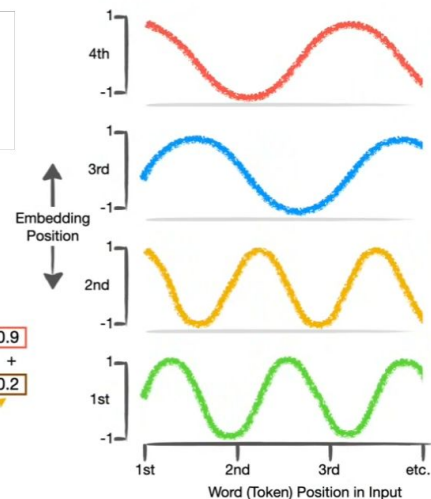 1
4th
-1
1
3rd
-1
Embedding
Position
1
2nd
-1
0.9
+
0.2
1
1st
-1
1st 2nd 3rd etc.
Word (Token) Position in Input